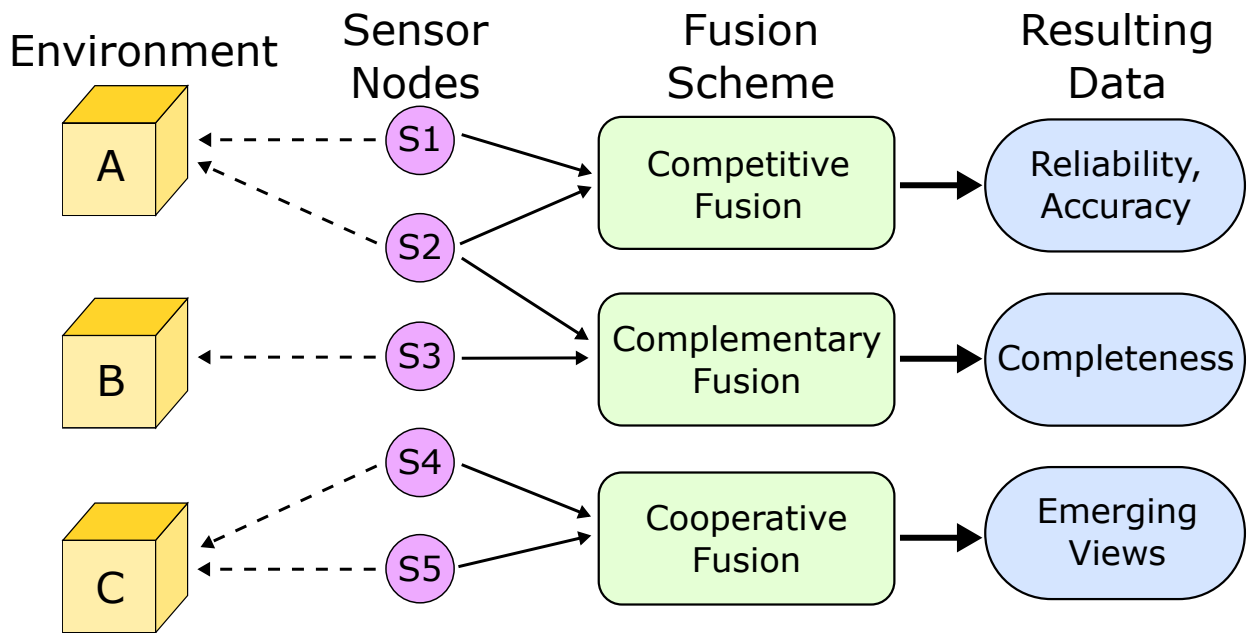 Environment
Sensor
Nodes
Fusion
Scheme
Resulting
Data
A
S1
Competitive
Fusion
Reliability,
Accuracy
S2
B
S3
Complementary
Fusion
Completeness
S4
C
S5
Cooperative
Fusion
Emerging
Views